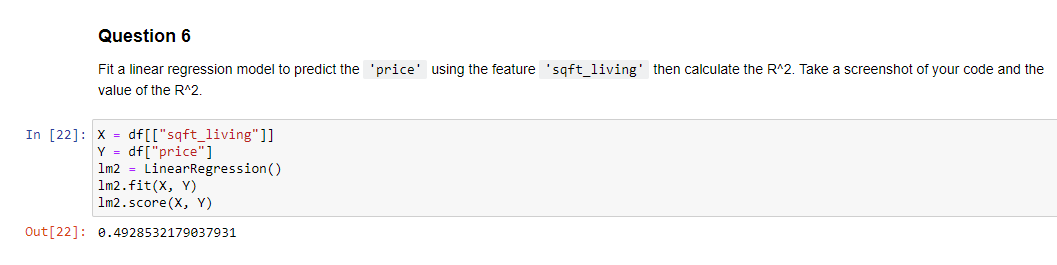 Question 6
Fit a linear regression model to predict the 'price' using the feature 'sqft_living' then calculate the R^2. Take a screenshot of your code and the
value of the R^2.
In [22]: X = df[["sqft_living"]]
Y = df["price"]
lm2 = LinearRegression()
lm2.fit(X, Y)
lm2.score(X, Y)
Out[22]: 0.4928532179037931